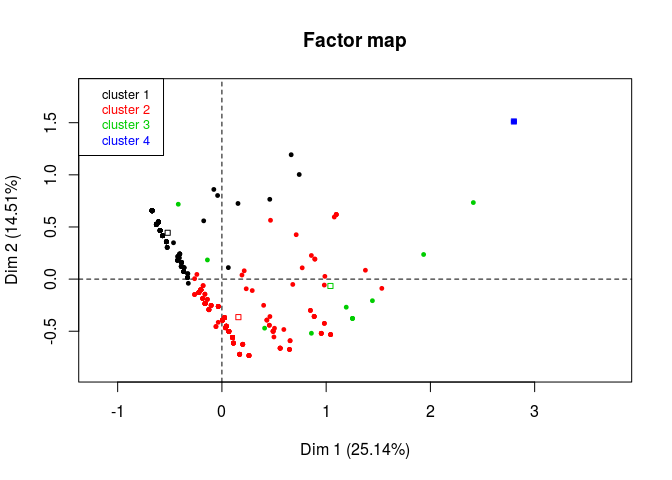 Factor map
cluster 1
cluster 2
cluster 3
cluster 4
Dim 2 (14.51%)
1.5
1.0
0.5
0.0
-0.5
-1
0
1
2
3
Dim 1 (25.14%)